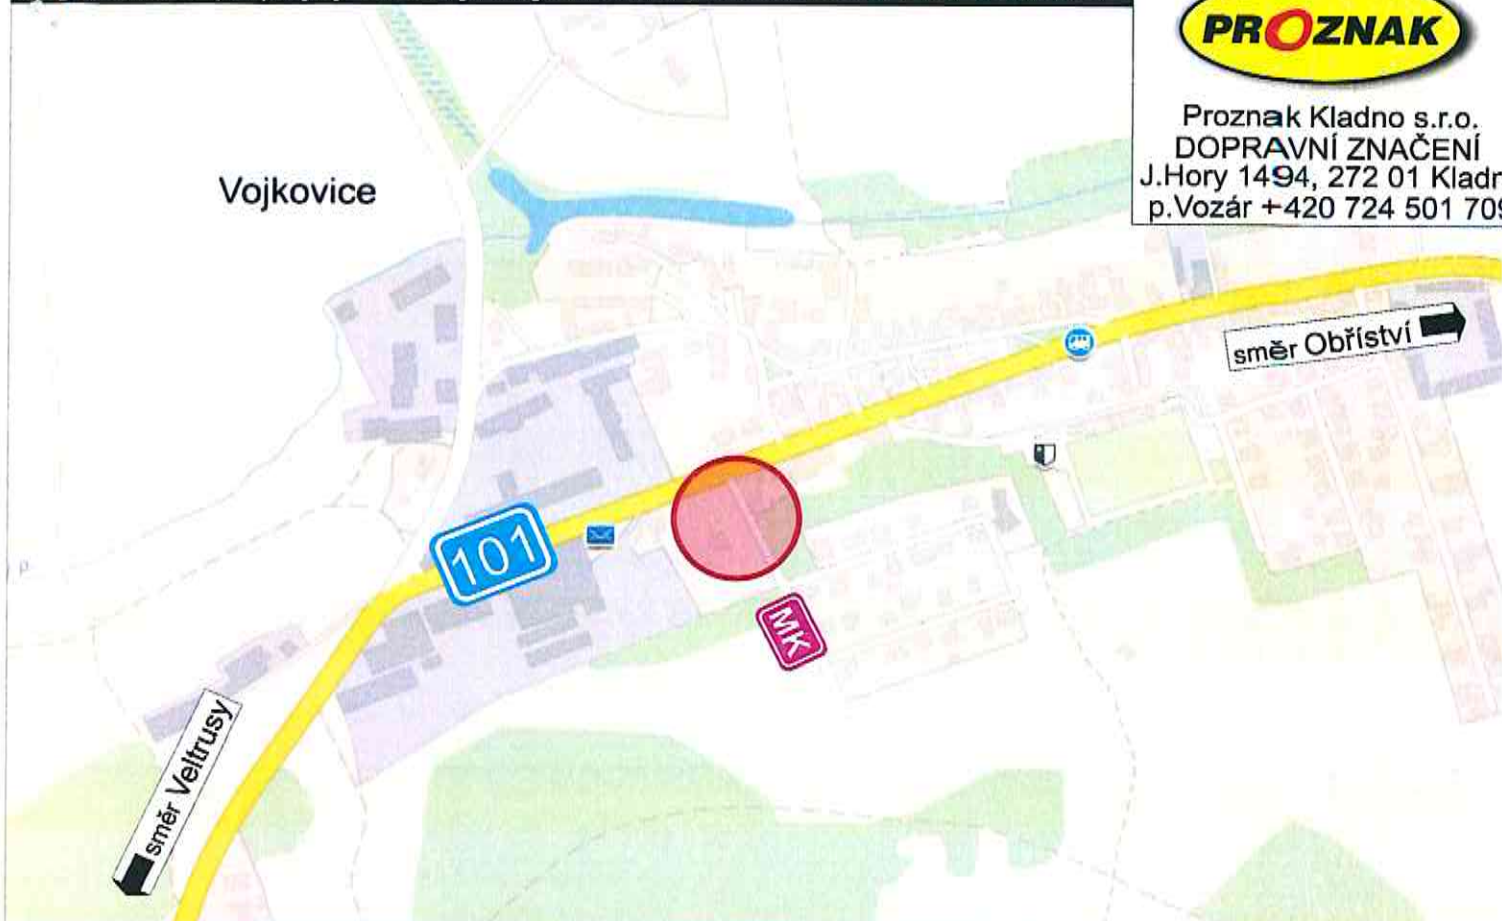 PROZNAK
Proznak Kladno s.r.o.
DOPRAVNÍ ZNAČENÍ
J.Hory 1494, 272 01 Kladn
p.Vozár +420 724 501 709
Vojkovice
směr Obříství
101
MK
směr Veltrusy
P